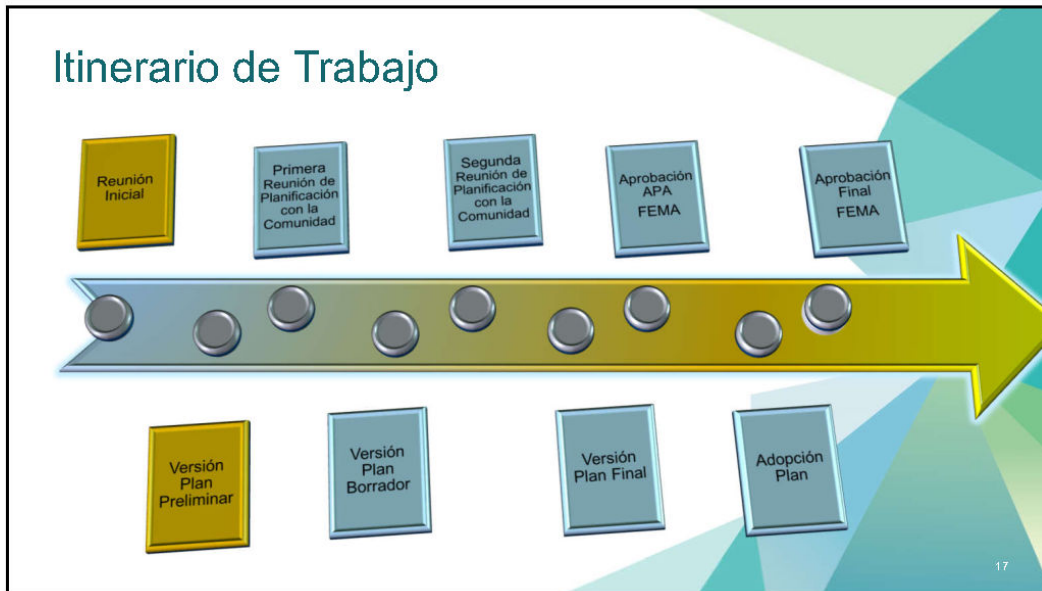 Itinerario de Trabajo
Reunión
Inicial
Primera
Reunión de
Planificación
con la
Comunidad
Segunda
Reunión de
Planificación
con la
Comunidad
Aprobación
APA
FEMA
Aprobación
Final
FEMA
Versión
Plan
Preliminar
Versión
Plan
Borrador
Versión
Plan Final
Adopción
Plan
17